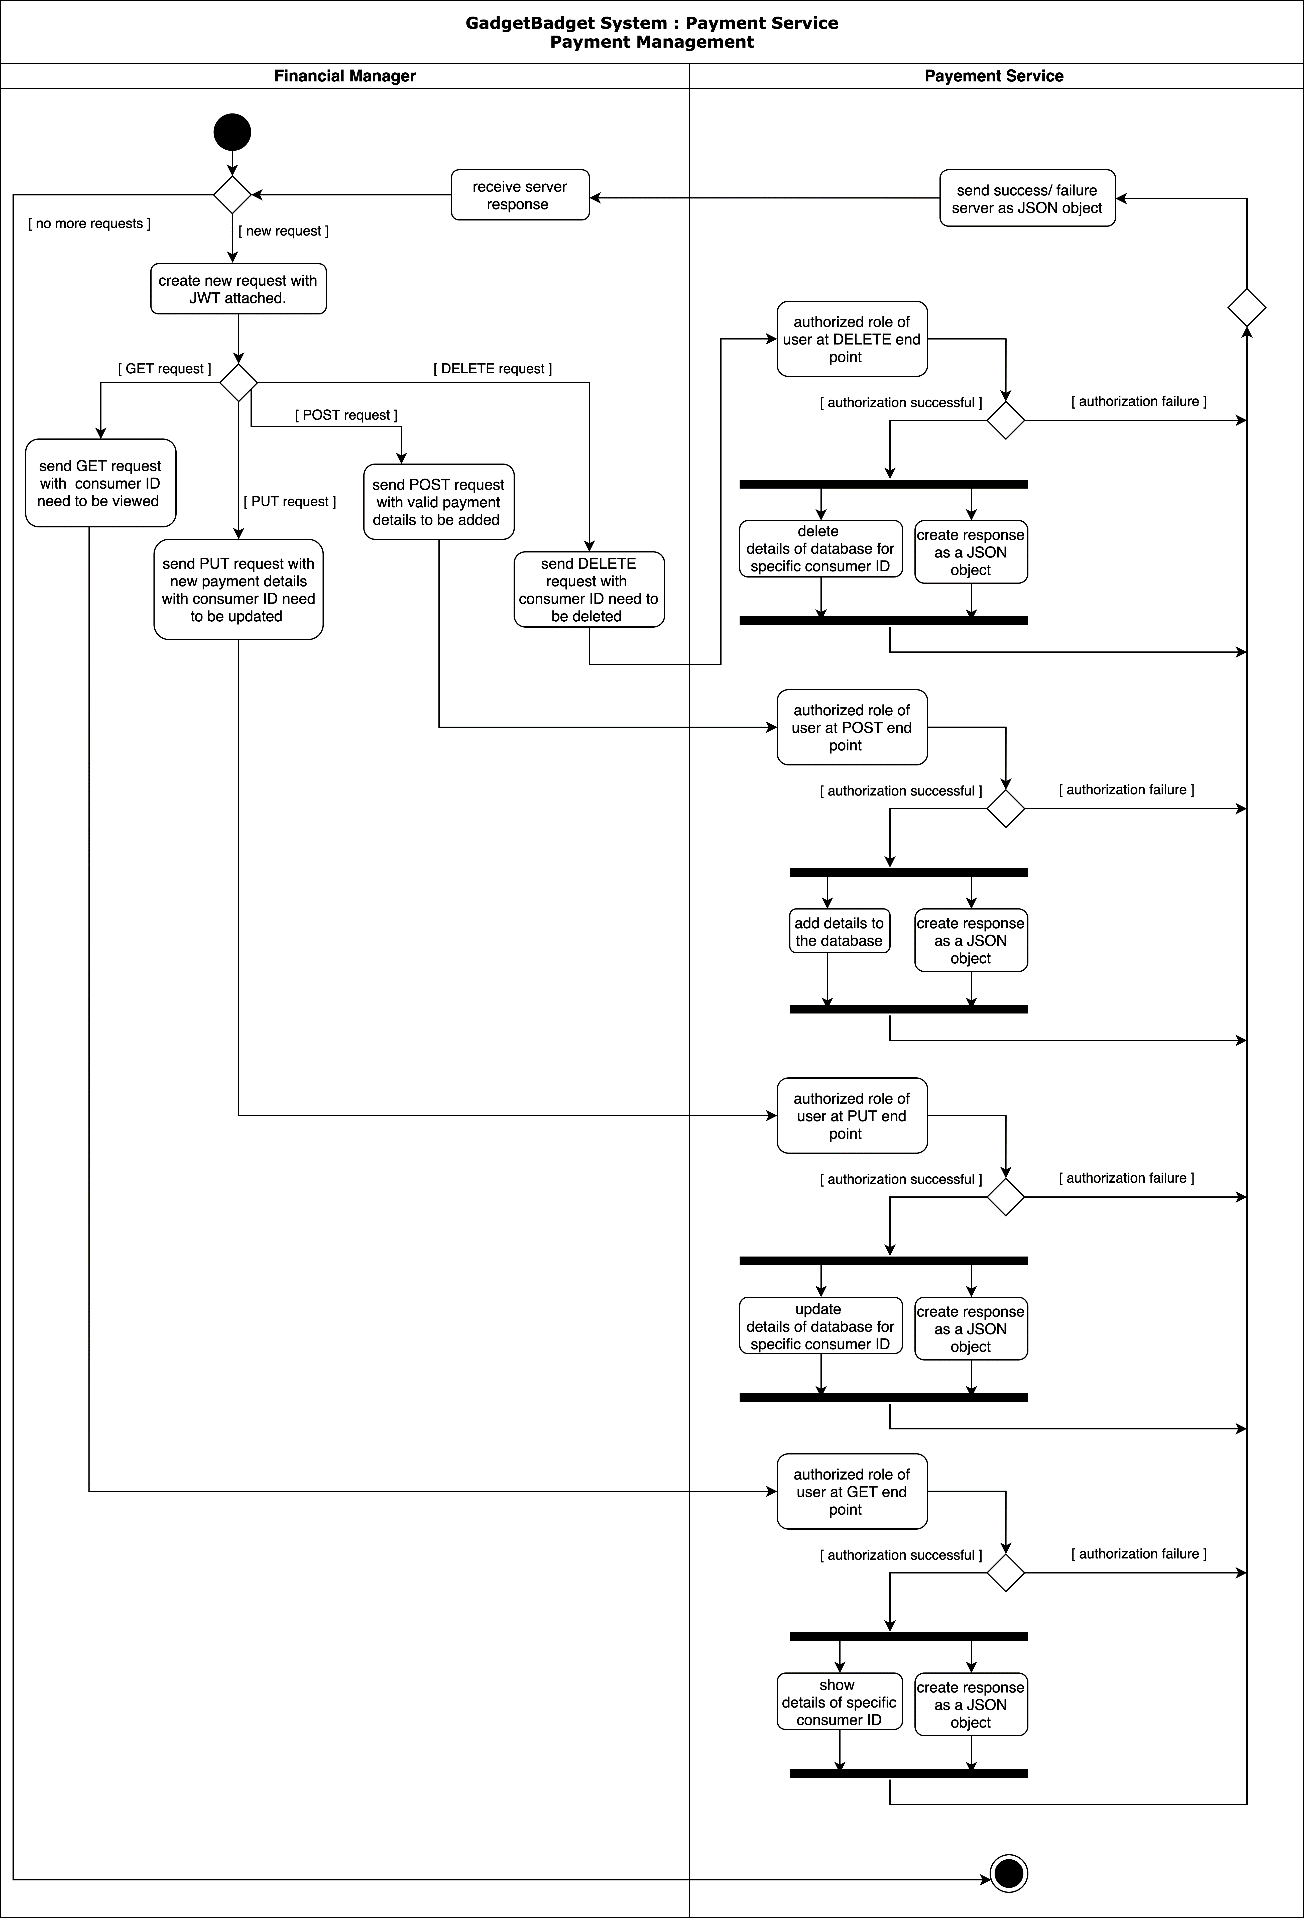 GadgetBadget System : Payment Service
Payment Management
Financial Manager
Payement Service
receive server
response
send success/ failure
server as JSON object
[ no more requests ]
[ new request ]
create new request with
JWT attached.
[ GET request ]
[ DELETE request ]
[ POST request ]
[ PUT request ]
send GET request
with consumer ID
need to be viewed
send POST request
with valid payment
details to be added
send PUT request with
new payment details
with consumer ID need
to be updated
send DELETE
request with
consumer ID need to
be deleted
authorized role of
user at DELETE end
point
[ authorization successful ]
[ authorization failure ]
delete
details of database for
specific consumer ID
create response
as a JSON
object
authorized role of
user at POST end
point
[ authorization successful ]
[ authorization failure ]
add details to
the database
create response
as a JSON
object
authorized role of
user at PUT end
point
[ authorization successful ]
[ authorization failure ]
update
details of database for
specific consumer ID
create response
as a JSON
object
authorized role of
user at GET end
point
[ authorization successful ]
[ authorization failure ]
show
details of specific
consumer ID
create response
as a JSON
object